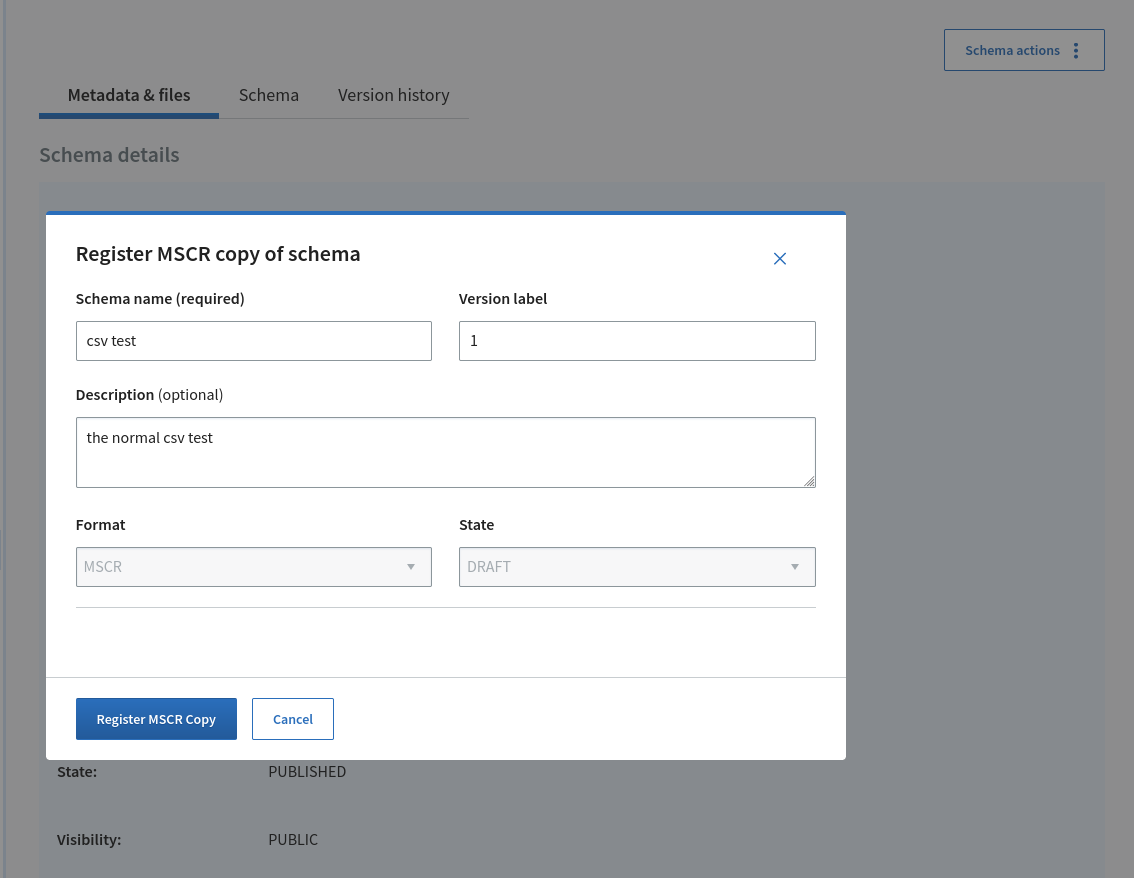 Schema actions
Metadata & files
Schema
Version history
Schema details
Register MSCR copy of schema
Schema name (required)
Version label
csv test
1
Description (optional)
the normal csv test
Format
State
MSCR
DRAFT
Register MSCR Copy
Cancel
State:
PUBLISHED
Visibility:
PUBLIC